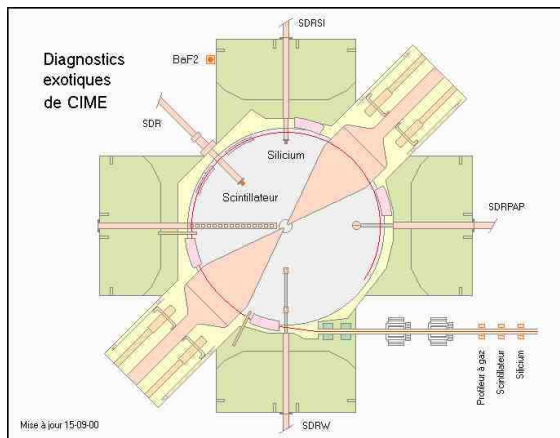 SDRSI
Diagnostics
exotiques
de CIME
BaF2
SDR
Silicium
Scintillateur
SDRPAP
Profileur à gaz
Scintillateur
Silicium
Mise à jour 15-09-00
SDRW